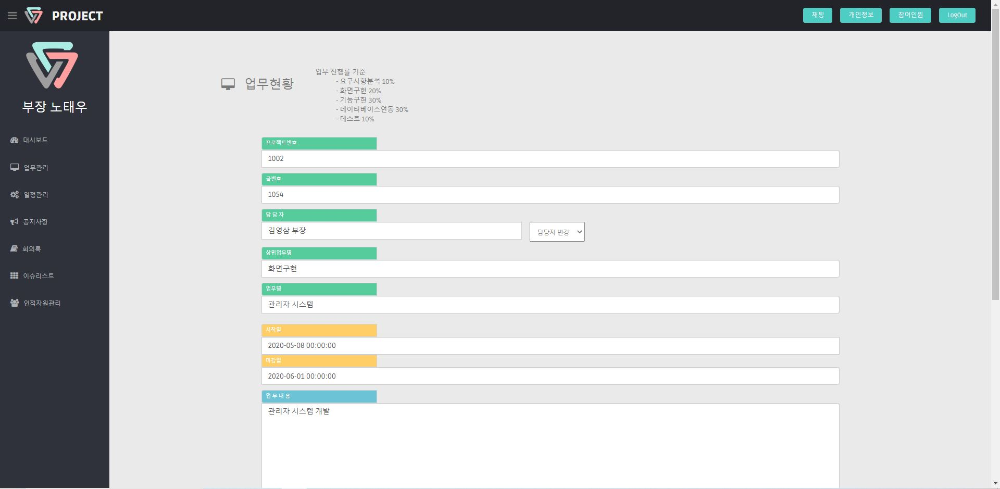 PROJECT
채팅
개인정보
참여인원
LogOut
부장 노태우
대시보드
업무관리
일정관리
공지사항
회의록
이슈리스트
인적자원관리
업무현황
업무 진행률 기준
- 요구사항분석 10%
- 화면구현 20%
- 기능구현 30%
- 데이터베이스연동 30%
- 테스트 10%
프로젝트번호
1002
글번호
1054
담 당 자
김영삼 부장
담당자 변경
상위업무명
화면구현
업무명
관리자 시스템
시작일
2020-05-08 00:00:00
마감일
2020-06-01 00:00:00
업 무 내 용
관리자 시스템 개발